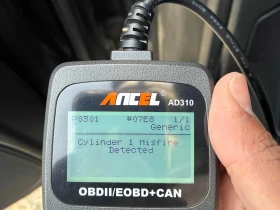 ANCEL
AD310
P0301 #07E8 1/1
Generic
Cylinder 1 Misfire
Detected
OBDII/EOBD+CAN